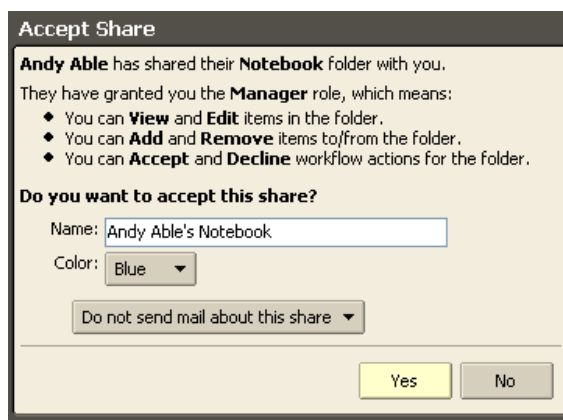 Accept Share
Andy Able has shared their Notebook folder with you.
They have granted you the Manager role, which means:
• You can View and Edit items in the folder.
• You can Add and Remove items to/from the folder.
• You can Accept and Decline workflow actions for the folder.
Do you want to accept this share?
Name: Andy Able's Notebook
Color: Blue
Do not send mail about this share
Yes No